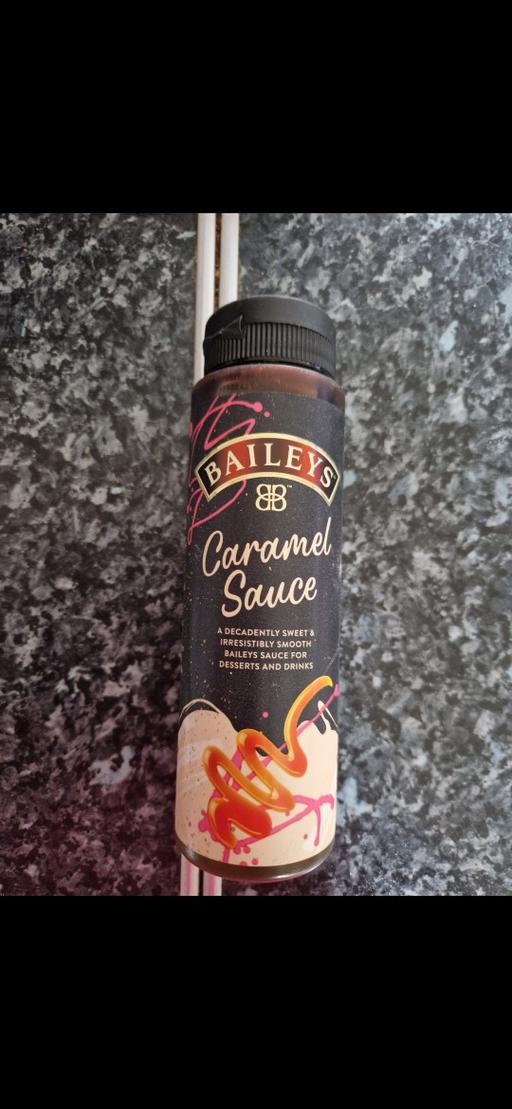 BAILEYS
Caramel
Sauce
A DECADENTLY SWEET &
IRRESISTIBLY SMOOTH
BAILEYS SAUCE FOR
DESSERTS AND DRINKS